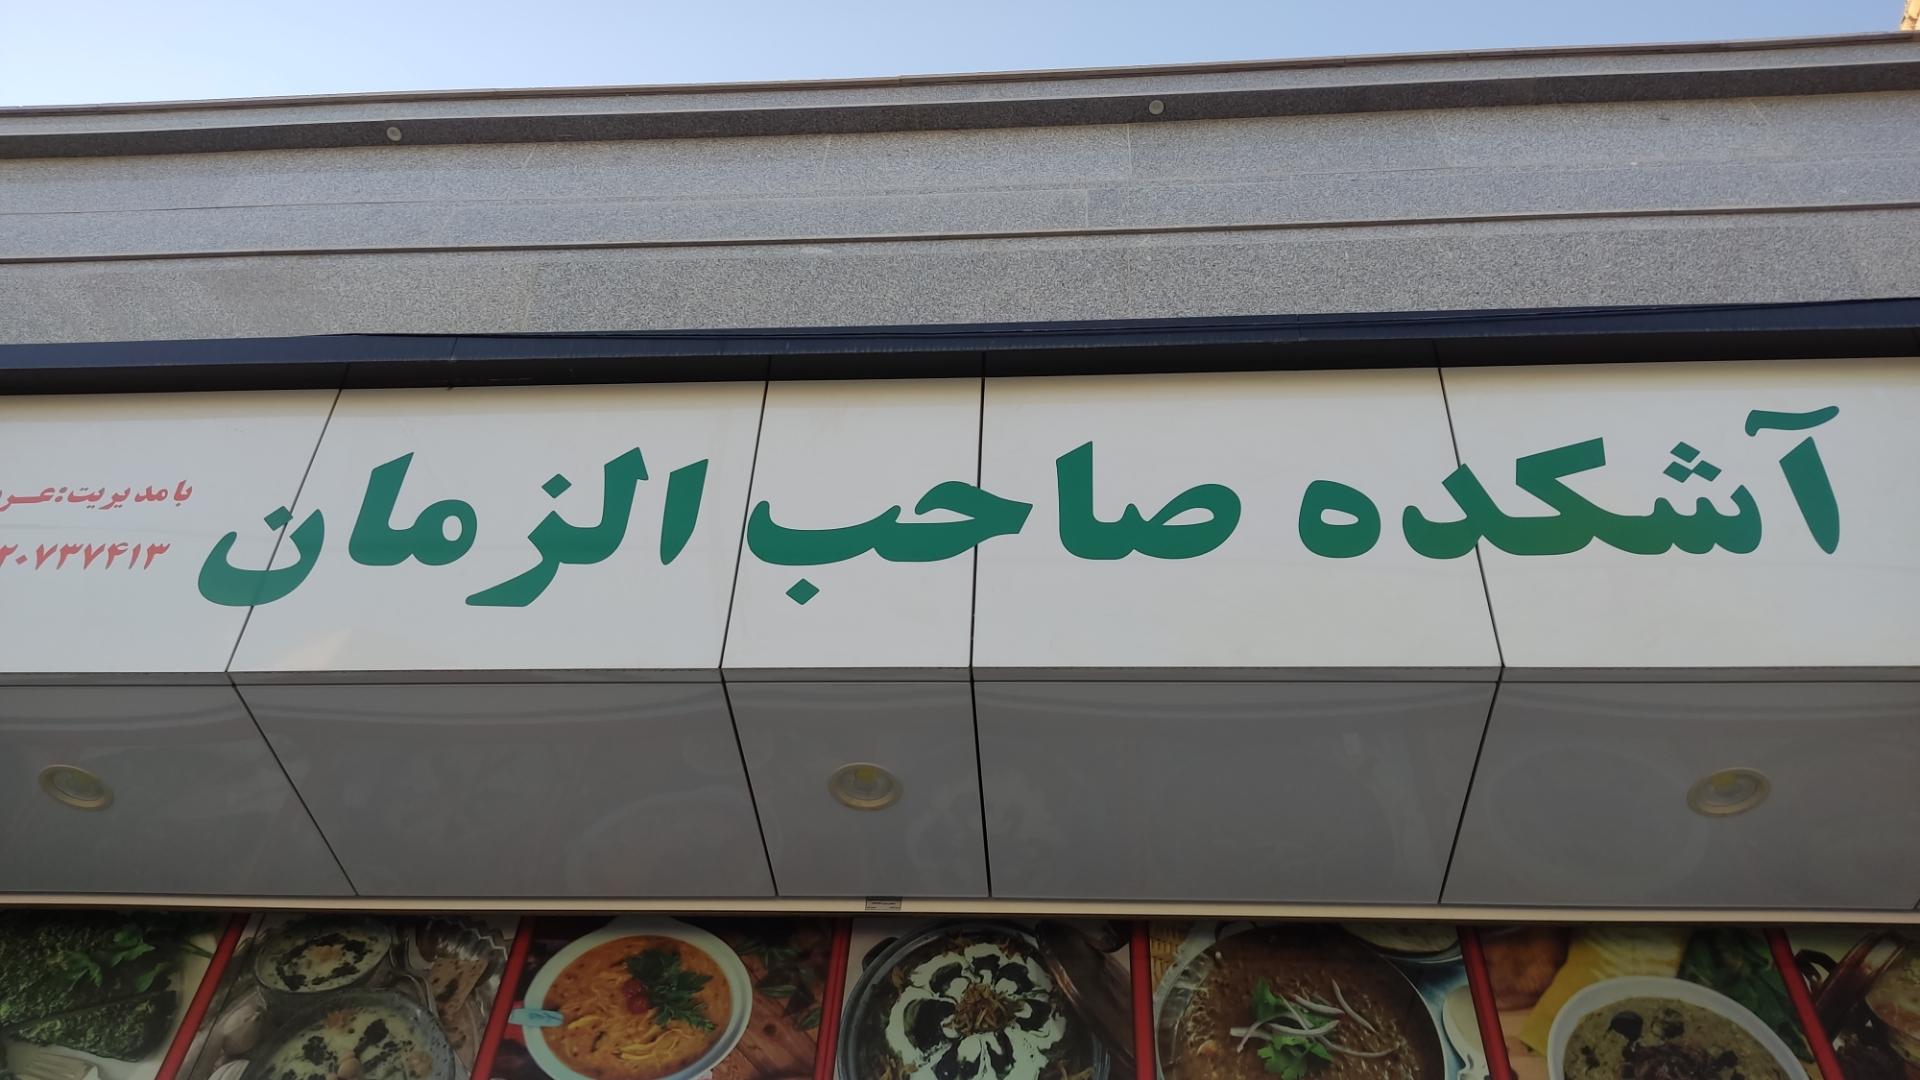 آشکده صاحب الزمان
با مدیریت: